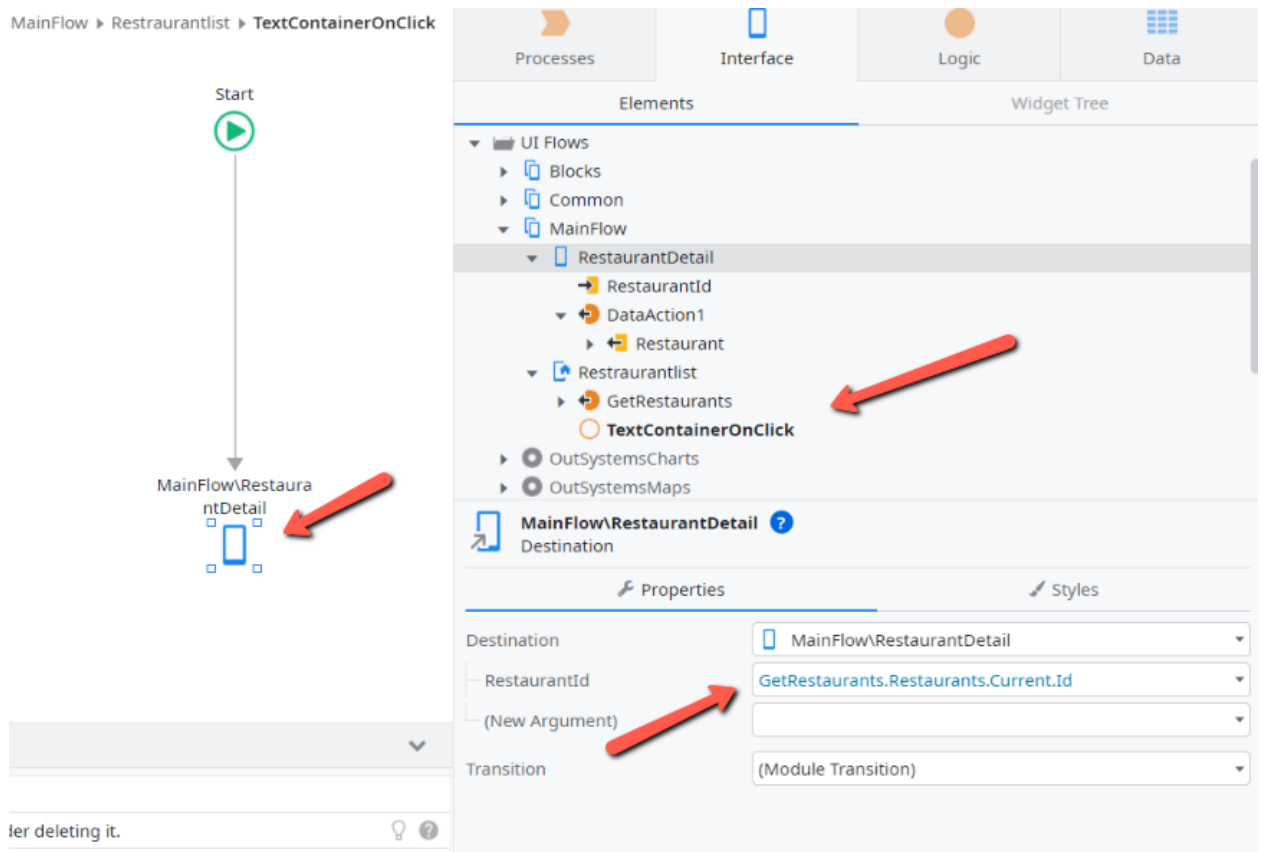 MainFlow Restraurantlist TextContainerOnClick
Start
MainFlow\Restaura
ntDetail
der deleting it.
?
Processes
Interface
Logic
Data
Elements
Widget Tree
UI Flows
Blocks
Common
MainFlow
RestaurantDetail
RestaurantId
DataAction1
Restaurant
Restraurantlist
GetRestaurants
TextContainerOnClick
OutSystemsCharts
OutSystemsMaps
MainFlow\RestaurantDetail ?
Destination
Properties
Styles
Destination
MainFlow\RestaurantDetail
RestaurantId
GetRestaurants.Restaurants.Current.Id
(New Argument)
Transition
(Module Transition)